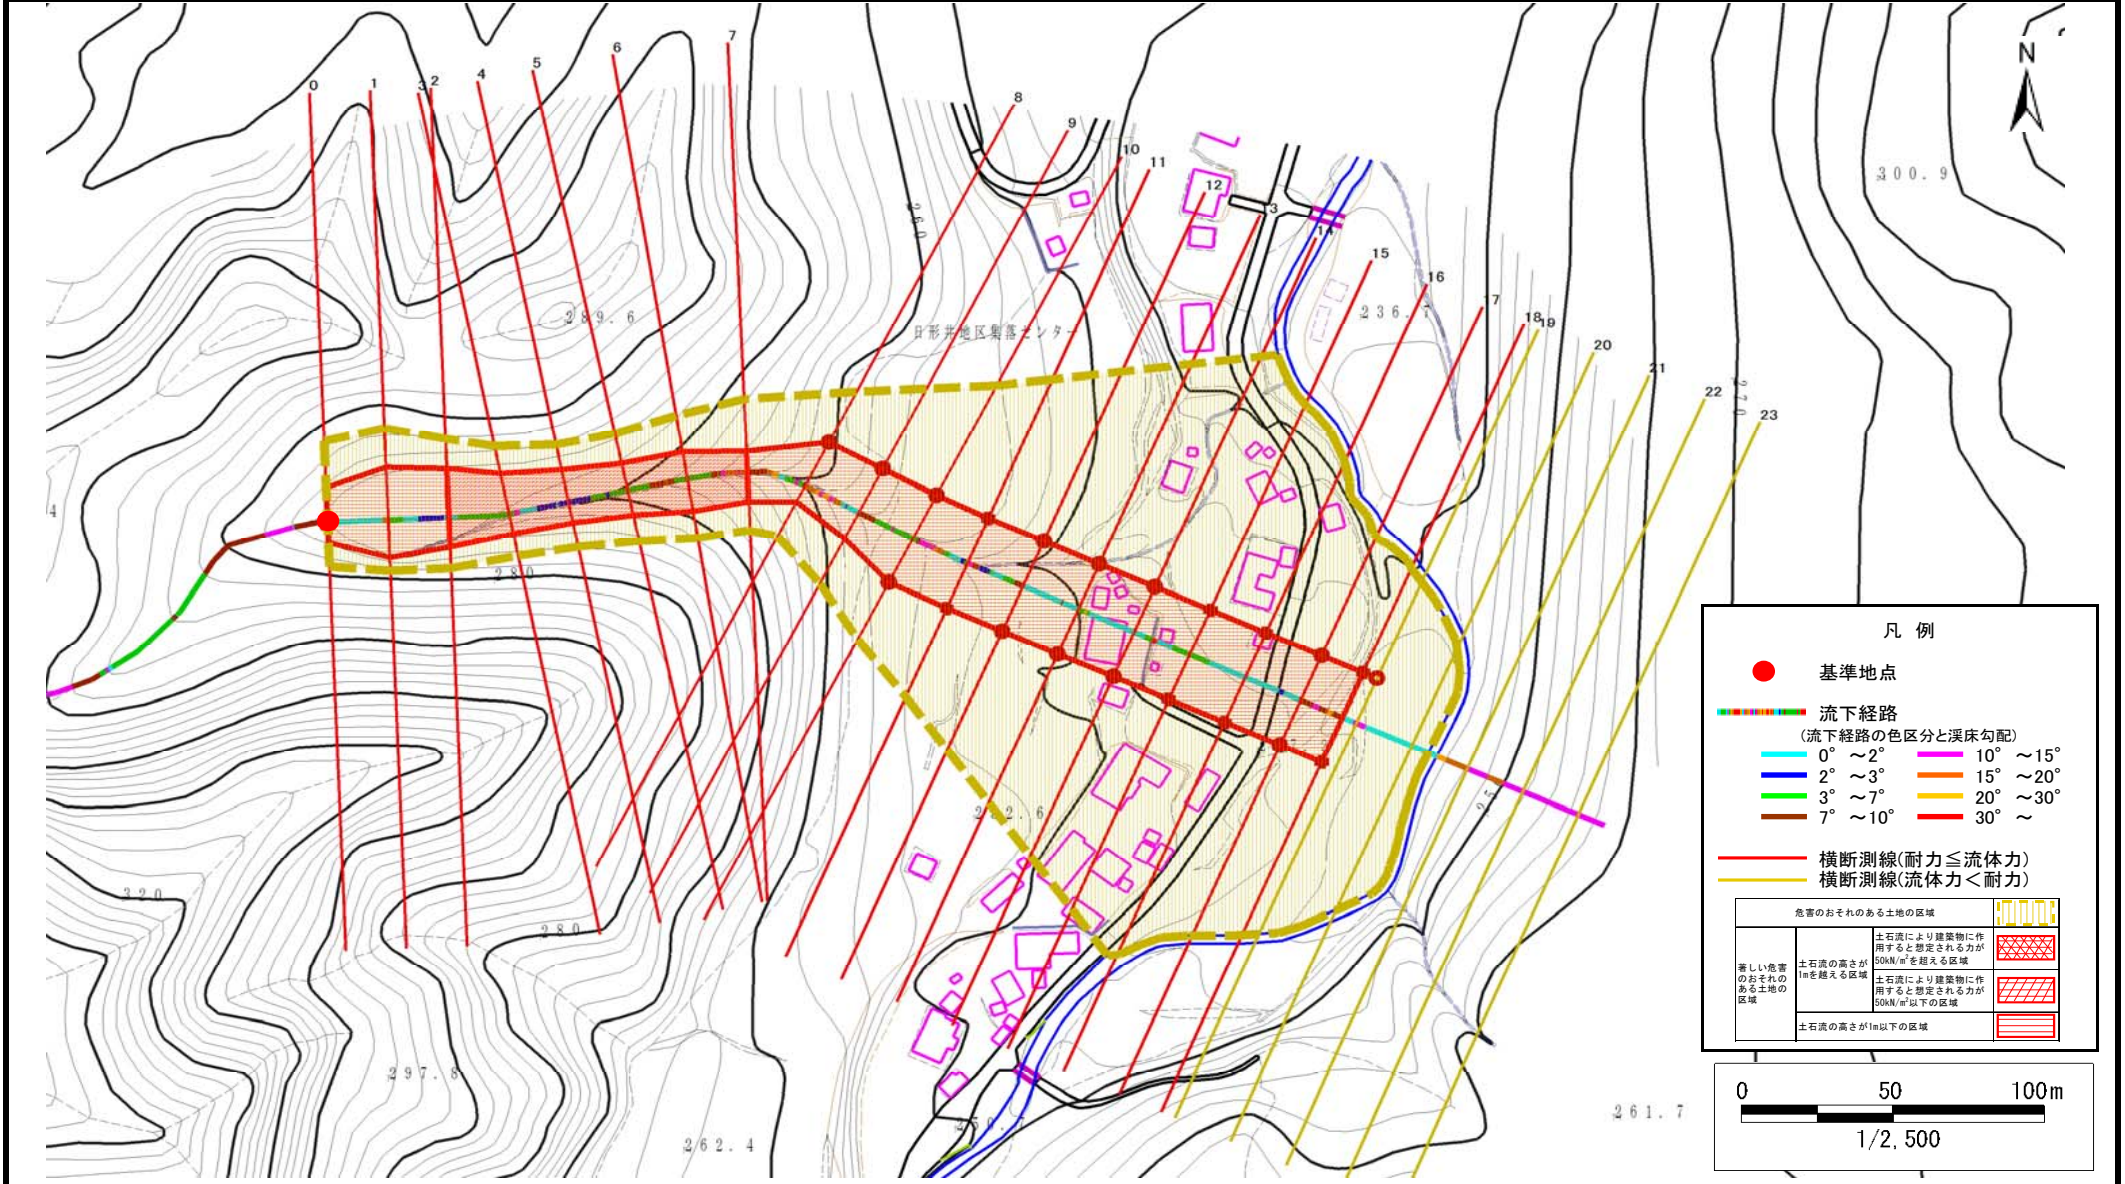 0
1
3
2
4
5
6
7
8
9
10
11
12
3
14
15
16
17
18
19
20
21
22
23
N
300.9
260
289.6
日形井地区集落センター
236.7
270
4
280
232.6
25
320
280
297.8
262.4
261.7
凡 例
基準地点
流下経路
(流下経路の色区分と渓床勾配)
0° ～2°
10° ～15°
2° ～3°
15° ～20°
3° ～7°
20° ～30°
7° ～10°
30° ～
横断測線(耐力≦流体力)
横断測線(流体力＜耐力)
危害のおそれのある土地の区域
著しい危害
のおそれの
ある土地の
区域
土石流の高さが
1mを越える区域
土石流により建築物に作
用すると想定される力が
50kN/㎡を超える区域
土石流により建築物に作
用すると想定される力が
50kN/㎡以下の区域
土石流の高さが1m以下の区域
0 50 100m
1/2,500